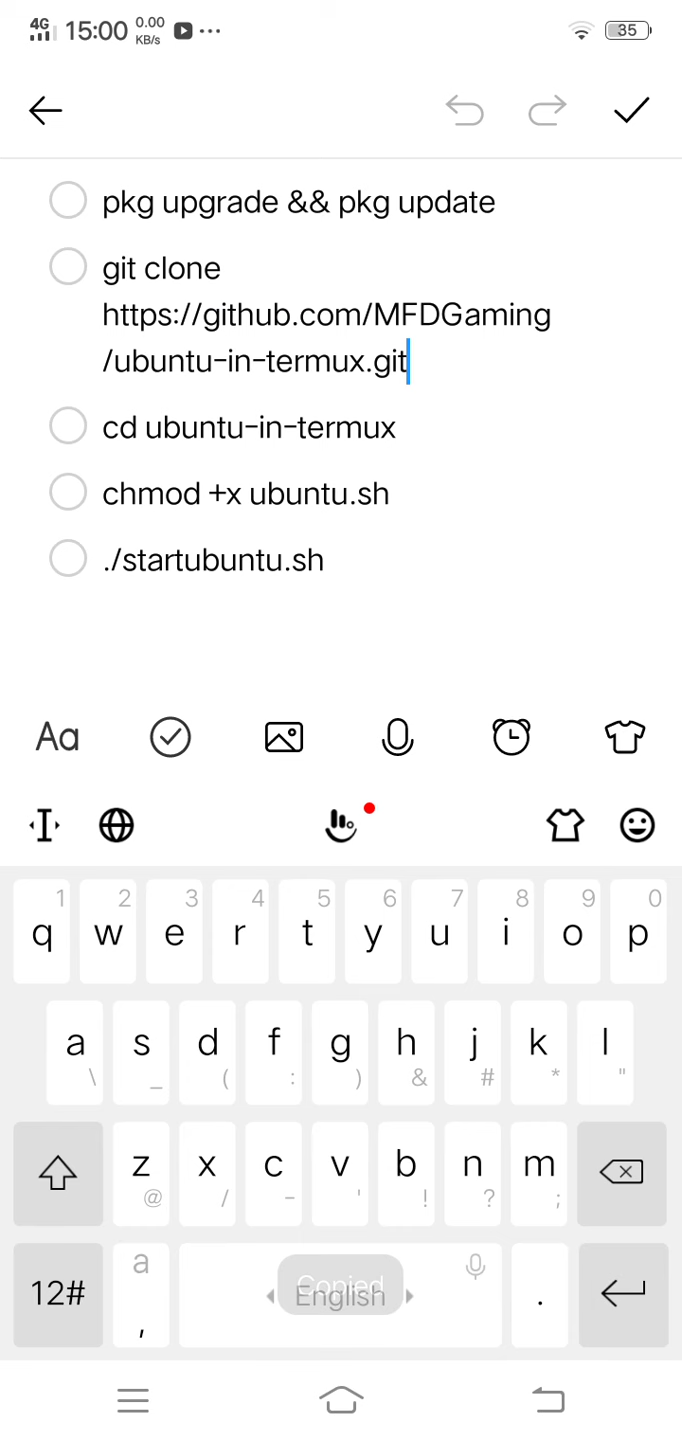 4G 15:00 0.00 KB/s ... 35
pkg upgrade && pkg update
git clone
https://github.com/MFDGaming
/ubuntu-in-termux.git
cd ubuntu-in-termux
chmod +x ubuntu.sh
./startubuntu.sh
Aa
1 2 3 4 5 6 7 8 9 0
q w e r t y u i o p
a s d f g h j k l
\ _ ( : ) & # * "
z x c v b n m
@ / - ' ! ? ;
12# a , Copied English .